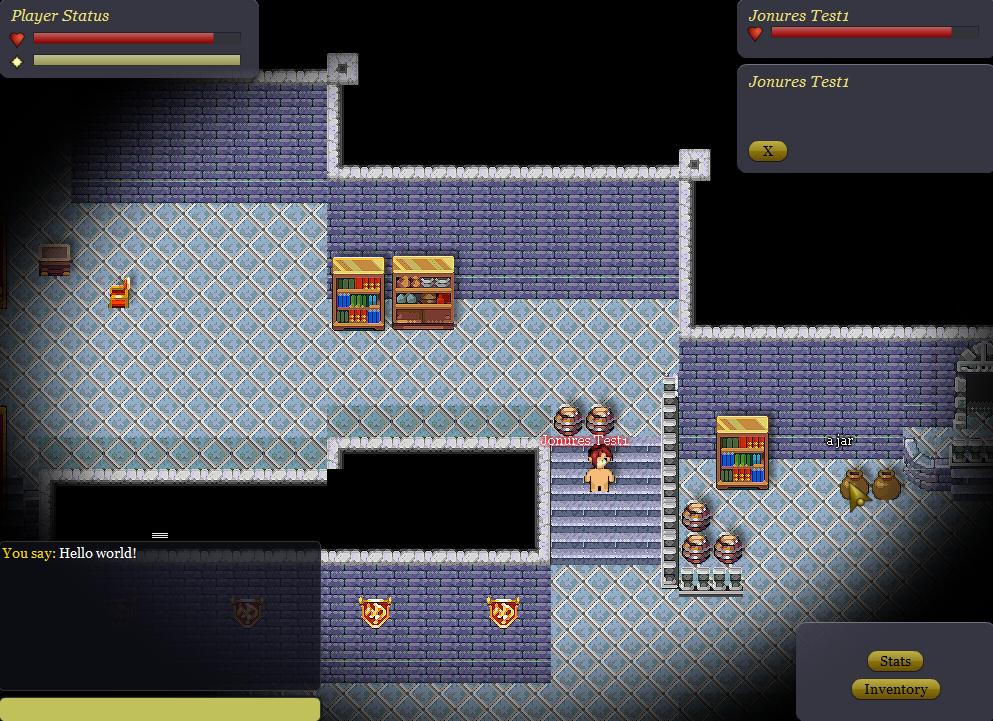 Player Status
Jonures Test1
Jonures Test1
X
Jonures Test1
a jar
You say: Hello world!
Stats
Inventory